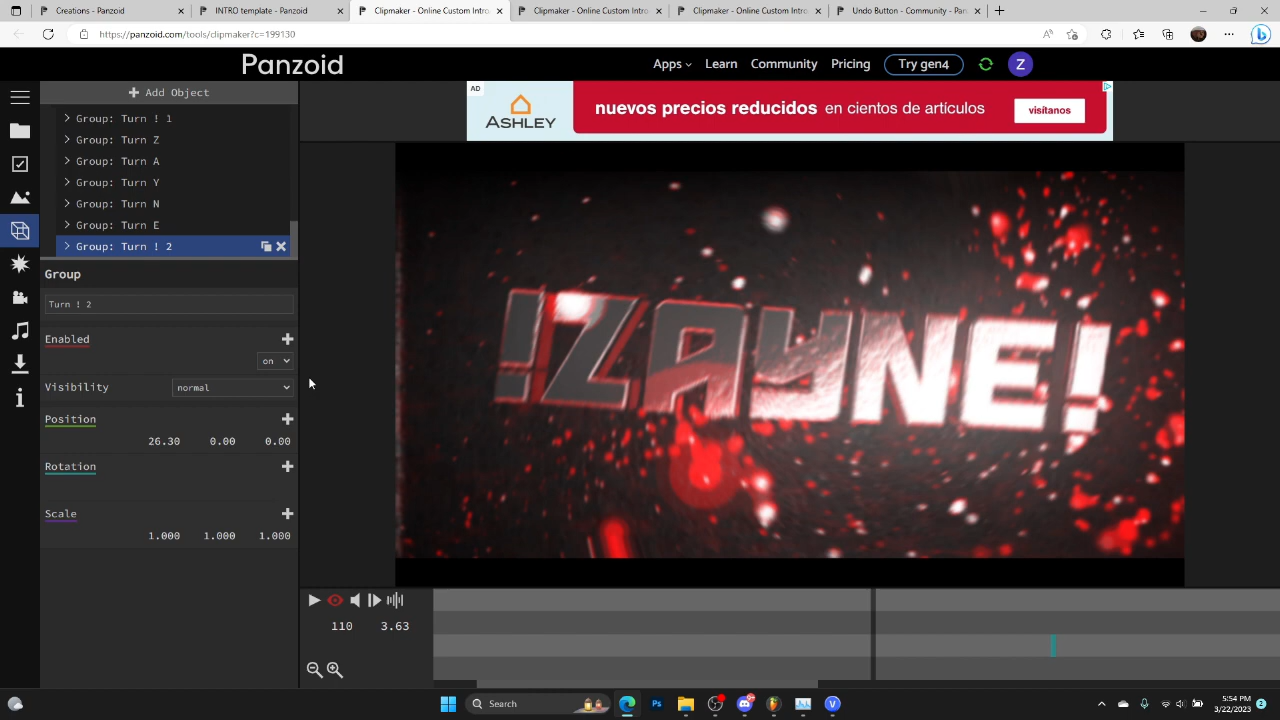 Creations - Panzoid
INTRO template - Panzoid
Clipmaker - Online Custom Intro
Clipmaker - Online Custom Intro
Clipmaker - Online Custom Intro
Undo Button - Community - Pan
https://panzoid.com/tools/clipmaker?c=199130
Panzoid
Apps
Learn
Community
Pricing
Try gen4
Z
Add Object
Group: Turn ! 1
Group: Turn Z
Group: Turn A
Group: Turn Y
Group: Turn N
Group: Turn E
Group: Turn ! 2
Group
Turn ! 2
Enabled
on
Visibility normal
Position
26.30 0.00 0.00
Rotation
Scale
1.000 1.000 1.000
AD
ASHLEY
nuevos precios reducidos en cientos de artículos
visítanos
!ZAYNE!
110 3.63
Search
5:54 PM
3/22/2023
2